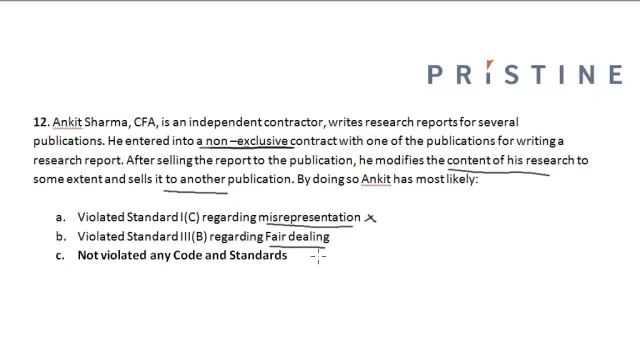 PRISTINE
12. Ankit Sharma, CFA, is an independent contractor, writes research reports for several
publications. He entered into a non –exclusive contract with one of the publications for writing a
research report. After selling the report to the publication, he modifies the content of his research to
some extent and sells it to another publication. By doing so Ankit has most likely:
a. Violated Standard I(C) regarding misrepresentation
b. Violated Standard III(B) regarding Fair dealing
c. Not violated any Code and Standards